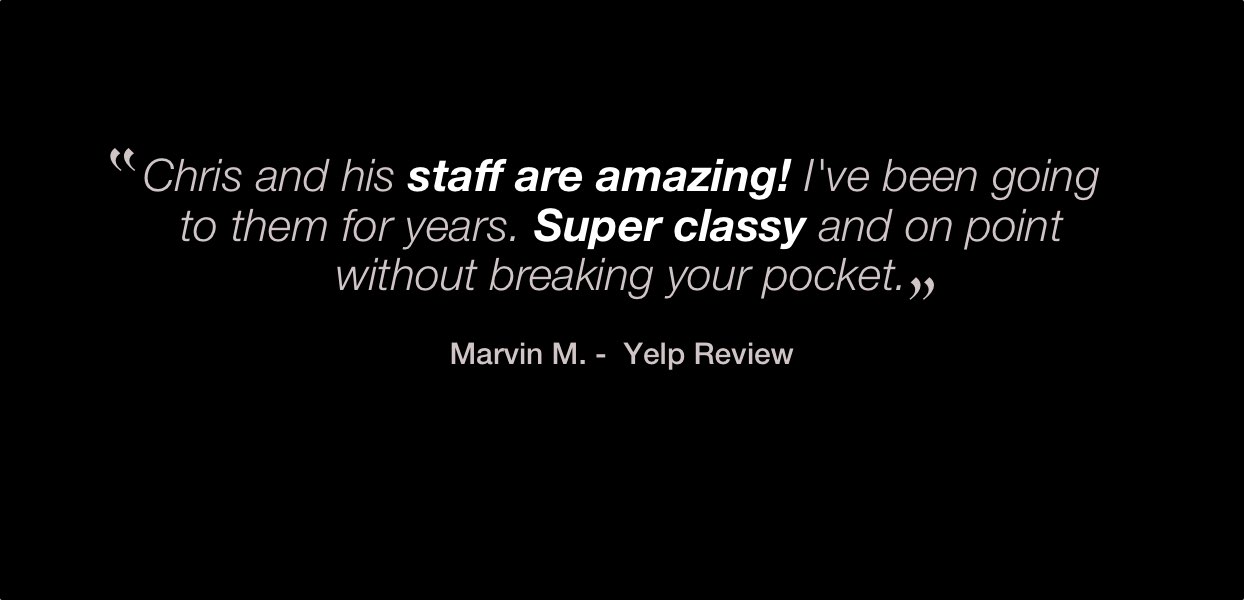 “Chris and his staff are amazing! I've been going
to them for years. Super classy and on point
without breaking your pocket.”
Marvin M. -  Yelp Review